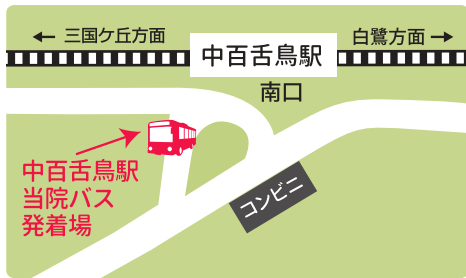 ← 三国ケ丘方面
白鷺方面 →
中百舌鳥駅
南口
中百舌鳥駅
当院バス
発着場
コンビニ